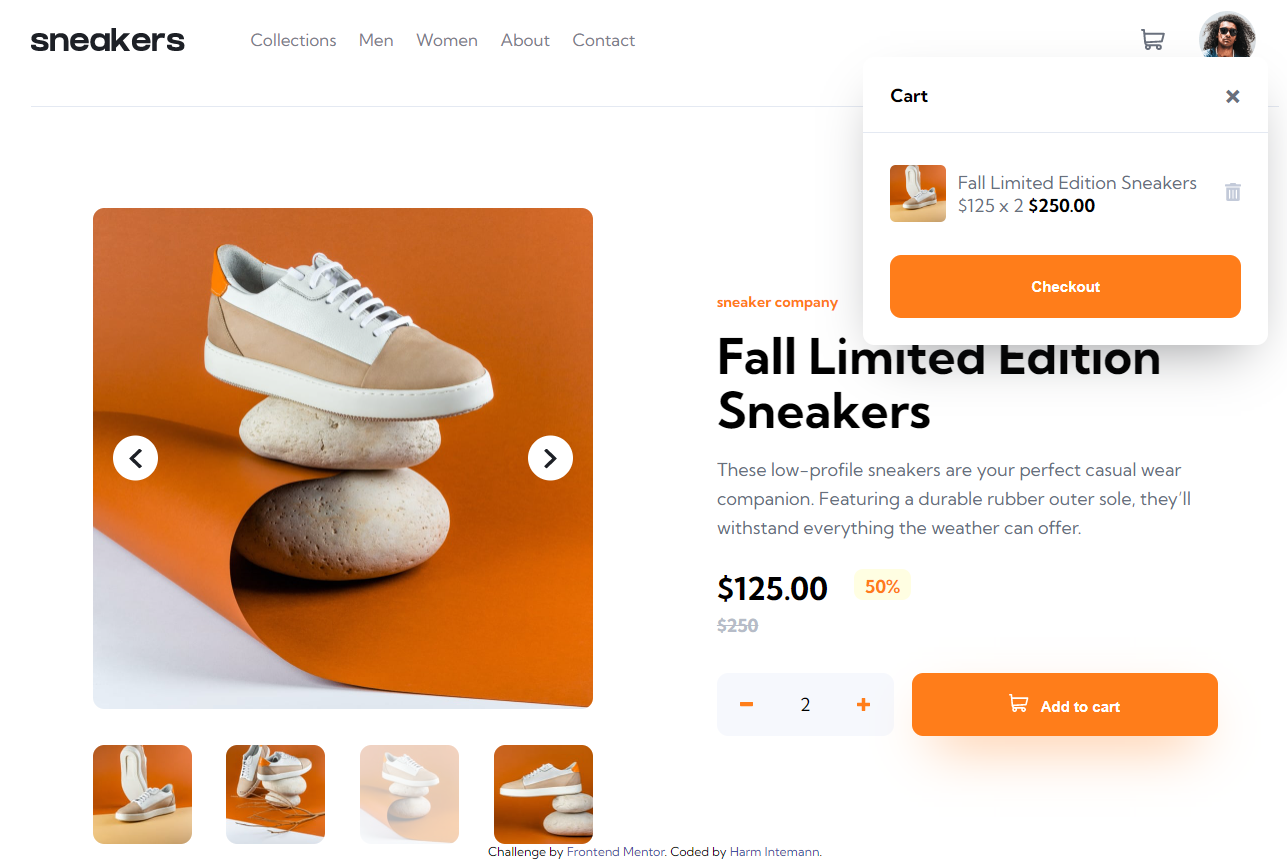 sneakers
Collections Men Women About Contact
Cart
Fall Limited Edition Sneakers
$125 x 2 $250.00
Checkout
sneaker company
Fall Limited Edition
Sneakers
These low-profile sneakers are your perfect casual wear
companion. Featuring a durable rubber outer sole, they’ll
withstand everything the weather can offer.
$125.00 50%
$250
2
Add to cart
Challenge by Frontend Mentor. Coded by Harm Intemann.